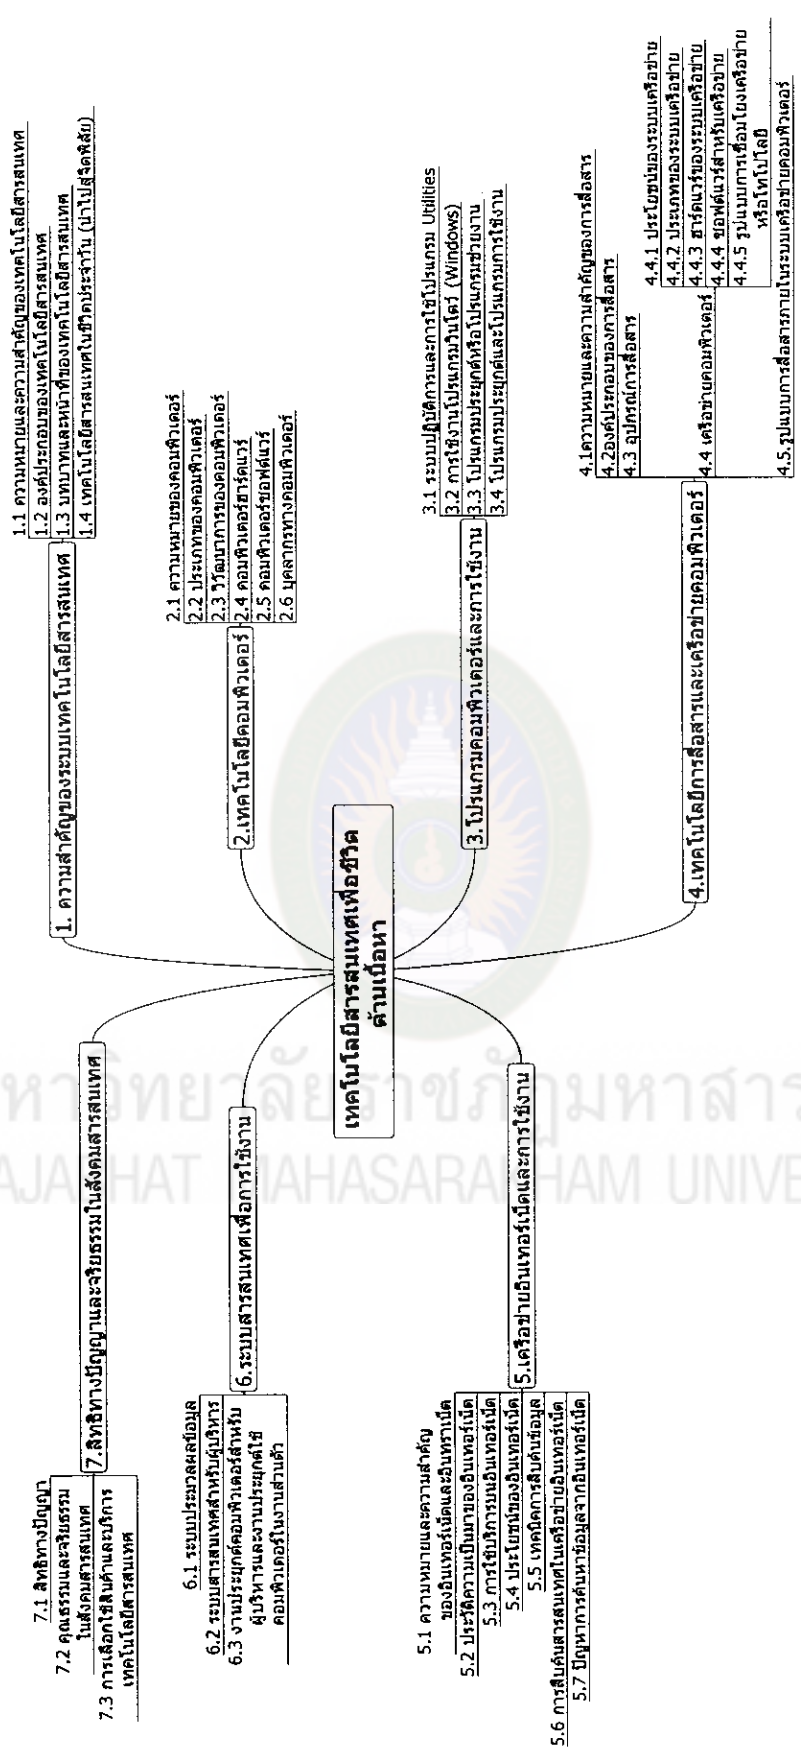 เทคโนโลยีสารสนเทศเพื่อชีวิต
ด้านเนื้อหา
1. ความสำคัญของระบบเทคโนโลยีสารสนเทศ
1.1 ความหมายและความสำคัญของเทคโนโลยีสารสนเทศ
1.2 องค์ประกอบของเทคโนโลยีสารสนเทศ
1.3 บทบาทและหน้าที่ของเทคโนโลยีสารสนเทศ
1.4 เทคโนโลยีสารสนเทศในชีวิตประจำวัน (นำไปสู่จิตพิสัย)
2.เทคโนโลยีคอมพิวเตอร์
2.1 ความหมายของคอมพิวเตอร์
2.2 ประเภทของคอมพิวเตอร์
2.3 วิวัฒนาการของคอมพิวเตอร์
2.4 คอมพิวเตอร์ฮาร์ดแวร์
2.5 คอมพิวเตอร์ซอฟต์แวร์
2.6 บุคลากรทางคอมพิวเตอร์
3.โปรแกรมคอมพิวเตอร์และการใช้งาน
3.1 ระบบปฏิบัติการและการใช้โปรแกรม Utilities
3.2 การใช้งานโปรแกรมวินโดว์ (Windows)
3.3 โปรแกรมประยุกต์หรือโปรแกรมช่วยงาน
3.4 โปรแกรมประยุกต์และโปรแกรมการใช้งาน
4.เทคโนโลยีการสื่อสารและเครือข่ายคอมพิวเตอร์
4.1ความหมายและความสำคัญของการสื่อสาร
4.2องค์ประกอบของการสื่อสาร
4.3 อุปกรณ์การสื่อสาร
4.4 เครือข่ายคอมพิวเตอร์
4.4.1 ประโยชน์ของระบบเครือข่าย
4.4.2 ประเภทของระบบเครือข่าย
4.4.3 ฮาร์ดแวร์ของระบบเครือข่าย
4.4.4 ซอฟต์แวร์สำหรับเครือข่าย
4.4.5 รูปแบบการเชื่อมโยงเครือข่าย
หรือโทโปโลยี
4.5.รูปแบบการสื่อสารภายในระบบเครือข่ายคอมพิวเตอร์
5.เครือข่ายอินเทอร์เน็ตและการใช้งาน
5.1 ความหมายและความสำคัญ
ของอินเทอร์เน็ตและอินทราเน็ต
5.2 ประวัติความเป็นมาของอินเทอร์เน็ต
5.3 การใช้บริการบนอินเทอร์เน็ต
5.4 ประโยชน์ของอินเทอร์เน็ต
5.5 เทคนิคการสืบค้นข้อมูล
5.6 การสืบค้นสารสนเทศในเครือข่ายอินเทอร์เน็ต
5.7 ปัญหาการค้นหาข้อมูลจากอินเทอร์เน็ต
6.ระบบสารสนเทศเพื่อการใช้งาน
6.1 ระบบประมวลผลข้อมูล
6.2 ระบบสารสนเทศสำหรับผู้บริหาร
6.3 งานประยุกต์คอมพิวเตอร์สำหรับ
ผู้บริหารและงานประยุกต์ใช้
คอมพิวเตอร์ในงานส่วนตัว
7.สิทธิทางปัญญาและจริยธรรมในสังคมสารสนเทศ
7.1 สิทธิทางปัญญา
7.2 คุณธรรมและจริยธรรม
ในสังคมสารสนเทศ
7.3 การเลือกใช้สินค้าและบริการ
เทคโนโลยีสารสนเทศ
หาวิทยาลัยราชภัฏมหาสาร
AJABHAT MAHASARAKHAM UNIVE